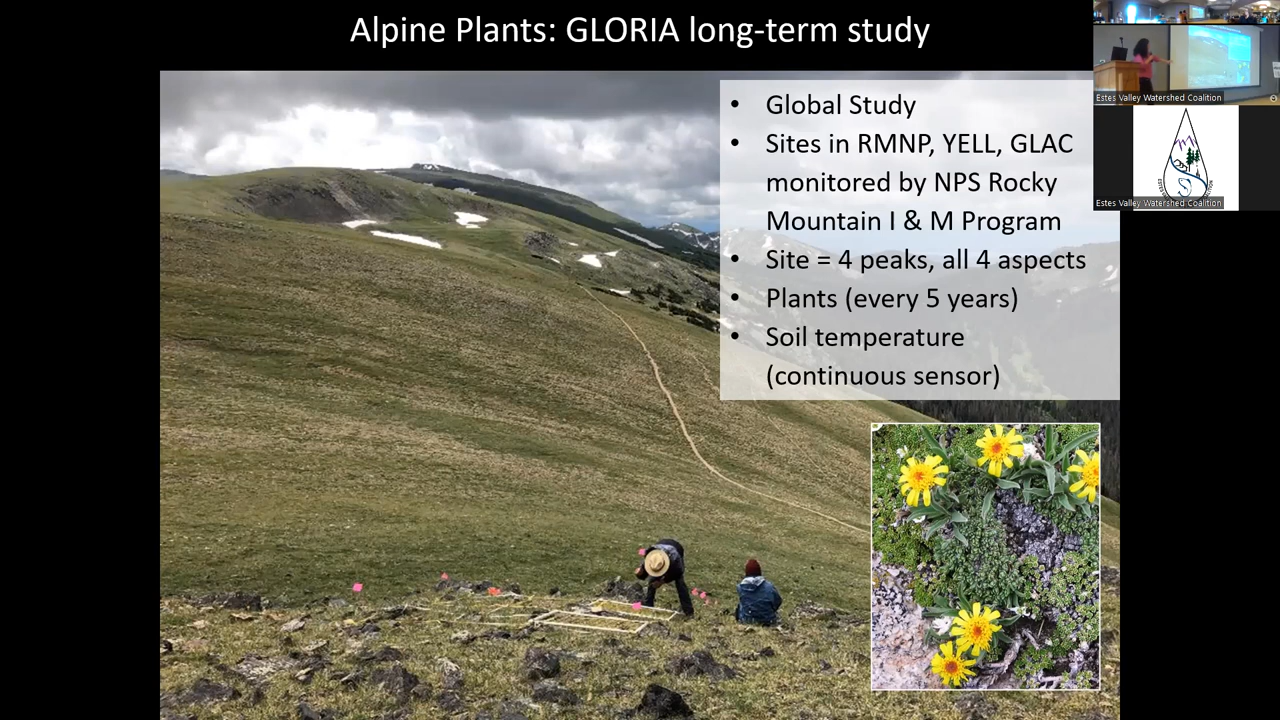 Alpine Plants: GLORIA long-term study
• Global Study
• Sites in RMNP, YELL, GLAC
monitored by NPS Rocky
Mountain I & M Program
• Site = 4 peaks, all 4 aspects
• Plants (every 5 years)
• Soil temperature
(continuous sensor)
Estes Valley Watershed Coalition
Estes Valley Watershed Coalition